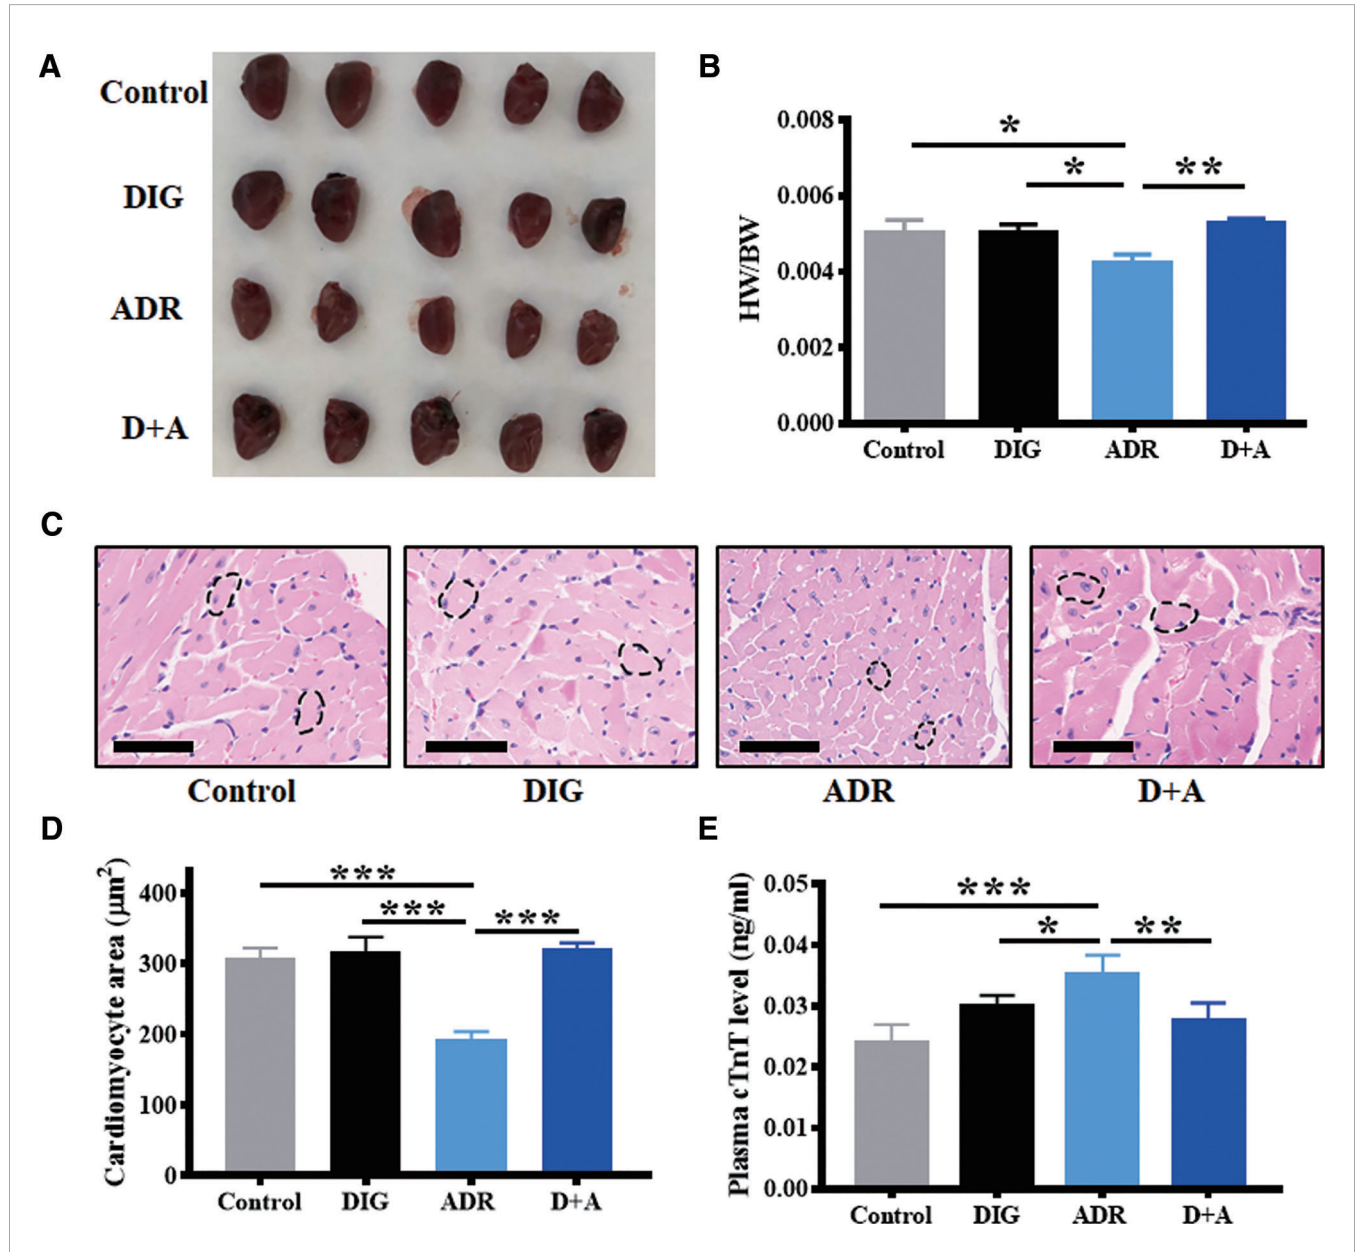 A
Control
DIG
ADR
D+A
B
HW/BW
0.008
0.006
0.004
0.002
0.000
*
*
**
Control DIG ADR D+A
C
Control DIG ADR D+A
D
Cardiomyocyte area (μm²)
400
300
200
100
0
***
*** ***
Control DIG ADR D+A
E
Plasma cTnT level (ng/ml)
0.05
0.04
0.03
0.02
0.01
0.00
***
* **
Control DIG ADR D+A